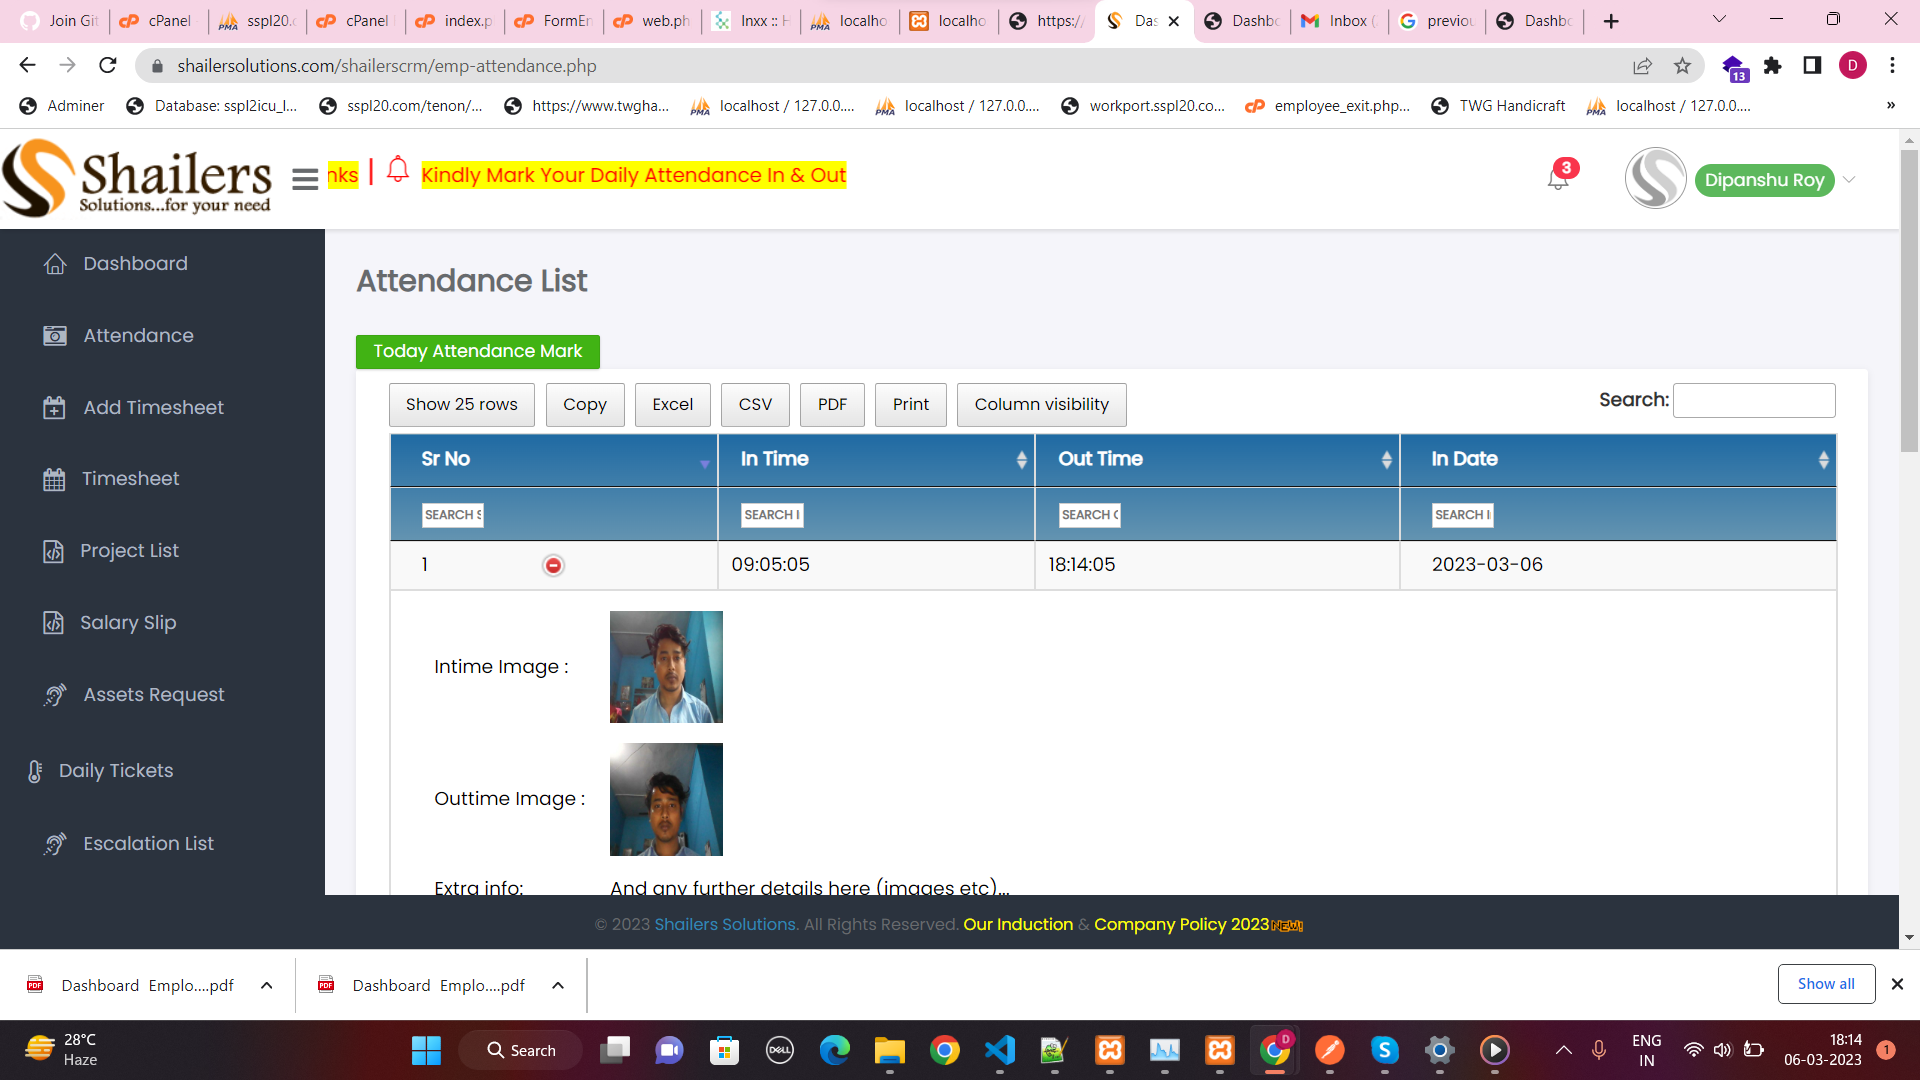 Join Git
cPanel
sspl20.c
cPanel
index.p
FormEn
web.ph
Inxx :: H
localho
localho
https:/
Das
Dashbo
Inbox (
previou
Dashbo
shailersolutions.com/shailerscrm/emp-attendance.php
13
D
Adminer
Database: sspl2icu_l...
sspl20.com/tenon/...
https://www.twgha...
localhost / 127.0.0....
localhost / 127.0.0....
workport.sspl20.co...
employee_exit.php...
TWG Handicraft
localhost / 127.0.0....
»
Shailers
Solutions...for your need
nks | Kindly Mark Your Daily Attendance In & Out
3
Dipanshu Roy
Dashboard
Attendance
Add Timesheet
Timesheet
Project List
Salary Slip
Assets Request
Daily Tickets
Escalation List
Attendance List
Today Attendance Mark
Show 25 rows
Copy
Excel
CSV
PDF
Print
Column visibility
Search:
Sr No In Time Out Time In Date
SEARCH S SEARCH I SEARCH O SEARCH I
1 09:05:05 18:14:05 2023-03-06
Intime Image :
Outtime Image :
Extra info: And any further details here (images etc)...
© 2023 Shailers Solutions. All Rights Reserved. Our Induction & Company Policy 2023 NEW!
Dashboard Emplo....pdf
Dashboard Emplo....pdf
Show all
28°C
Haze
Search
DELL
D
ENG
IN
18:14
06-03-2023
1